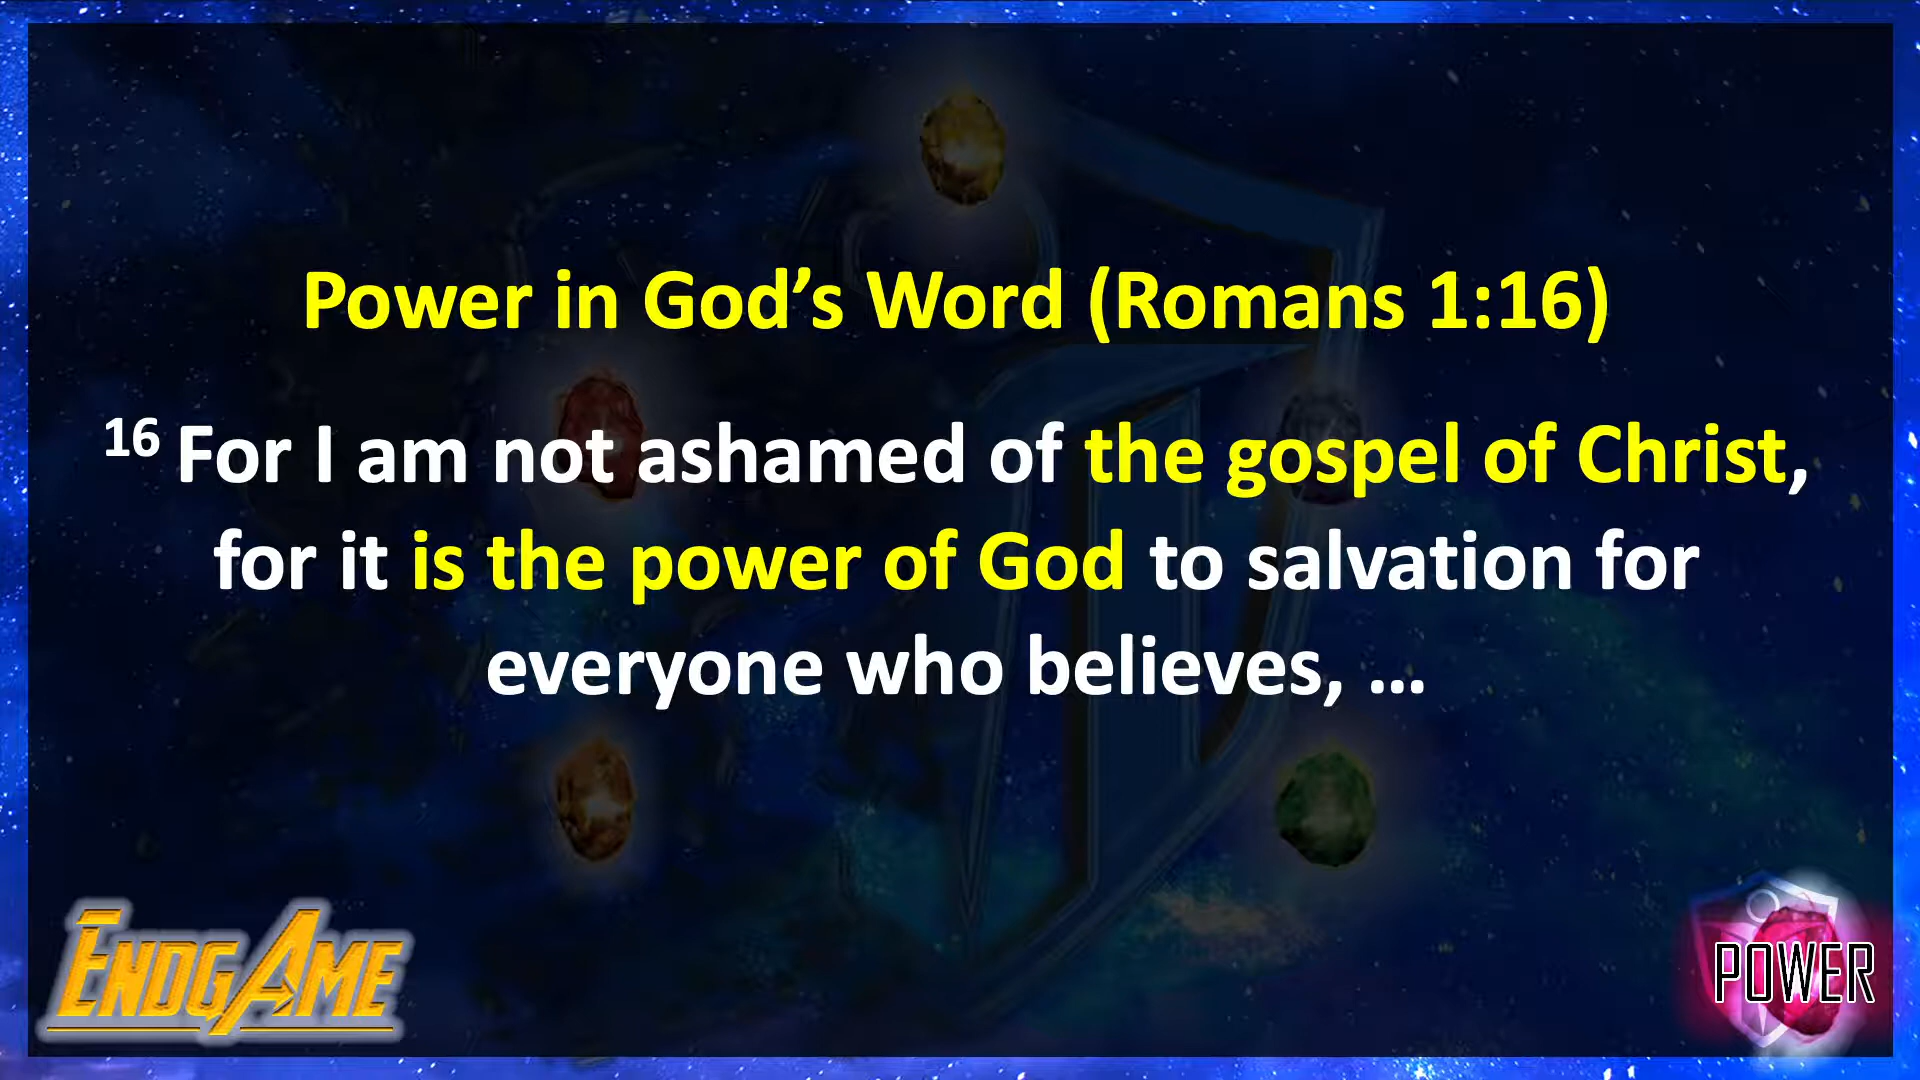 Power in God’s Word (Romans 1:16)
16 For I am not ashamed of the gospel of Christ,
for it is the power of God to salvation for
everyone who believes, …
ENDGAME
POWER